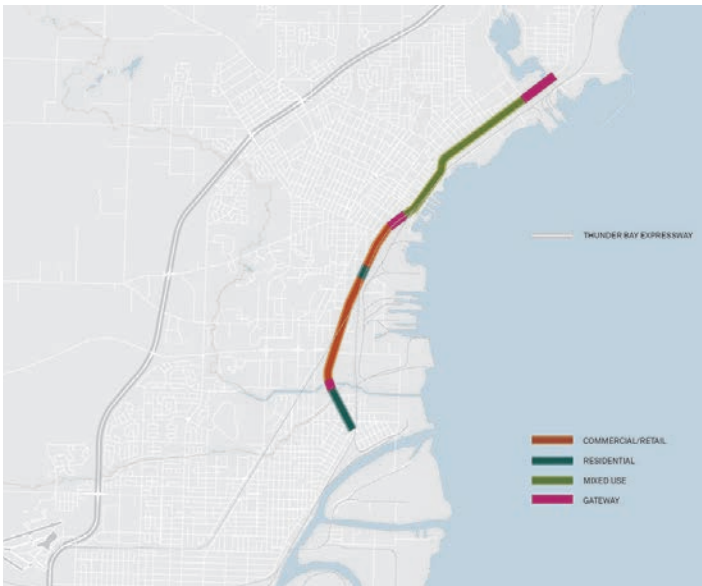 THUNDER BAY EXPRESSWAY
COMMERCIAL/RETAIL
RESIDENTIAL
MIXED USE
GATEWAY